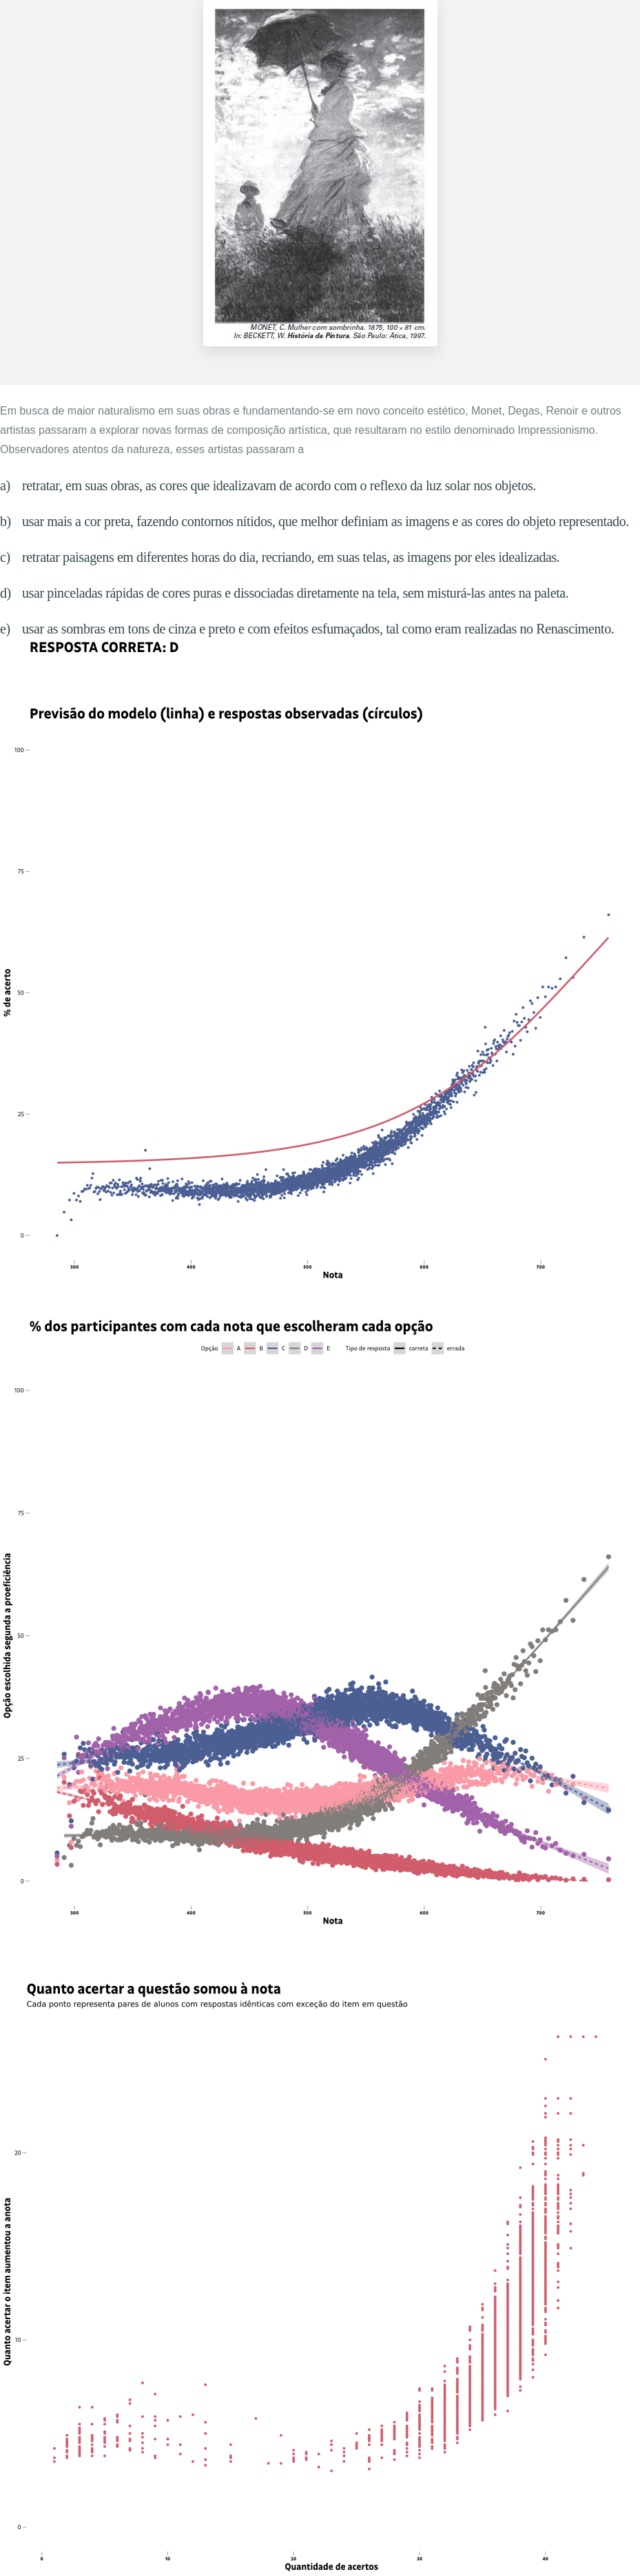 MONET, C. Mulher com sombrinha. 1875, 100 × 81 cm.
In: BECKETT, W. História da Pintura. São Paulo: Ática, 1997.
Em busca de maior naturalismo em suas obras e fundamentando-se em novo conceito estético, Monet, Degas, Renoir e outros
artistas passaram a explorar novas formas de composição artística, que resultaram no estilo denominado Impressionismo.
Observadores atentos da natureza, esses artistas passaram a
a) retratar, em suas obras, as cores que idealizavam de acordo com o reflexo da luz solar nos objetos.
b) usar mais a cor preta, fazendo contornos nítidos, que melhor definiam as imagens e as cores do objeto representado.
c) retratar paisagens em diferentes horas do dia, recriando, em suas telas, as imagens por eles idealizadas.
d) usar pinceladas rápidas de cores puras e dissociadas diretamente na tela, sem misturá-las antes na paleta.
e) usar as sombras em tons de cinza e preto e com efeitos esfumaçados, tal como eram realizadas no Renascimento.
RESPOSTA CORRETA: D
Previsão do modelo (linha) e respostas observadas (círculos)
100
75
% de acerto
50
25
0
300 400 500 600 700
Nota
% dos participantes com cada nota que escolheram cada opção
Opção A B C D E Tipo de resposta correta errada
100
75
Opção escolhida segunda a proeficiência
50
25
0
300 400 500 600 700
Nota
Quanto acertar a questão somou à nota
Cada ponto representa pares de alunos com respostas idênticas com exceção do item em questão
20
Quanto acertar o item aumentou a anota
10
0
0 10 20 30 40
Quantidade de acertos